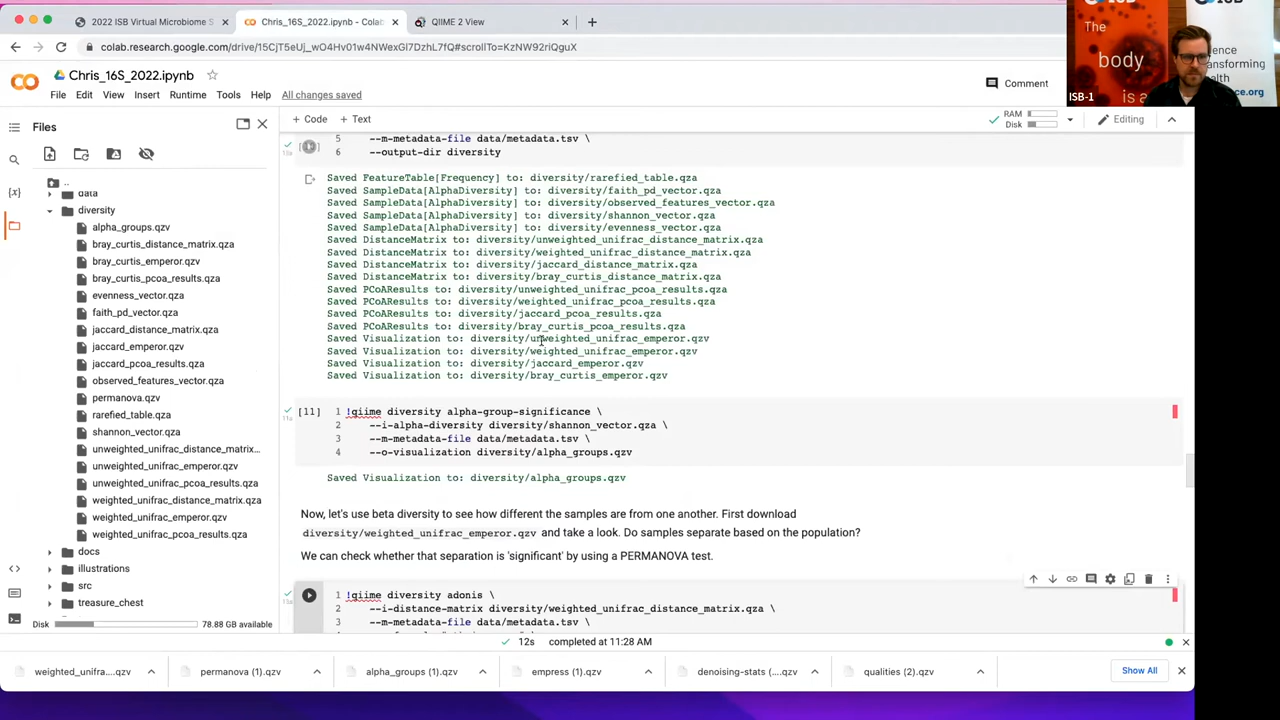 2022 ISB Virtual Microbiome S
Chris_16S_2022.ipynb - Colab
QIIME 2 View
colab.research.google.com/drive/15CjT5eUj_wO4Hv01w4NWexGl7DzhL7fQ#scrollTo=KzNW92riQguX
The
body
is a
ISB-1
Chris_16S_2022.ipynb
Comment
File Edit View Insert Runtime Tools Help All changes saved
Files
+ Code + Text
RAM
Disk
Editing
..
data
diversity
alpha_groups.qzv
bray_curtis_distance_matrix.qza
bray_curtis_emperor.qzv
bray_curtis_pcoa_results.qza
evenness_vector.qza
faith_pd_vector.qza
jaccard_distance_matrix.qza
jaccard_emperor.qzv
jaccard_pcoa_results.qza
observed_features_vector.qza
permanova.qzv
rarefied_table.qza
shannon_vector.qza
unweighted_unifrac_distance_matrix...
unweighted_unifrac_emperor.qzv
unweighted_unifrac_pcoa_results.qza
weighted_unifrac_distance_matrix.qza
weighted_unifrac_emperor.qzv
weighted_unifrac_pcoa_results.qza
docs
illustrations
src
treasure_chest
Disk 78.88 GB available
5 --m-metadata-file data/metadata.tsv \
6 --output-dir diversity
Saved FeatureTable[Frequency] to: diversity/rarefied_table.qza
Saved SampleData[AlphaDiversity] to: diversity/faith_pd_vector.qza
Saved SampleData[AlphaDiversity] to: diversity/observed_features_vector.qza
Saved SampleData[AlphaDiversity] to: diversity/shannon_vector.qza
Saved SampleData[AlphaDiversity] to: diversity/evenness_vector.qza
Saved DistanceMatrix to: diversity/unweighted_unifrac_distance_matrix.qza
Saved DistanceMatrix to: diversity/weighted_unifrac_distance_matrix.qza
Saved DistanceMatrix to: diversity/jaccard_distance_matrix.qza
Saved DistanceMatrix to: diversity/bray_curtis_distance_matrix.qza
Saved PCoAResults to: diversity/unweighted_unifrac_pcoa_results.qza
Saved PCoAResults to: diversity/weighted_unifrac_pcoa_results.qza
Saved PCoAResults to: diversity/jaccard_pcoa_results.qza
Saved PCoAResults to: diversity/bray_curtis_pcoa_results.qza
Saved Visualization to: diversity/unweighted_unifrac_emperor.qzv
Saved Visualization to: diversity/weighted_unifrac_emperor.qzv
Saved Visualization to: diversity/jaccard_emperor.qzv
Saved Visualization to: diversity/bray_curtis_emperor.qzv
[11] 1 !qiime diversity alpha-group-significance \
2 --i-alpha-diversity diversity/shannon_vector.qza \
3 --m-metadata-file data/metadata.tsv \
4 --o-visualization diversity/alpha_groups.qzv
Saved Visualization to: diversity/alpha_groups.qzv
Now, let's use beta diversity to see how different the samples are from one another. First download
diversity/weighted_unifrac_emperor.qzv and take a look. Do samples separate based on the population?
We can check whether that separation is 'significant' by using a PERMANOVA test.
1 !qiime diversity adonis \
2 --i-distance-matrix diversity/weighted_unifrac_distance_matrix.qza \
3 --m-metadata-file data/metadata.tsv \
12s completed at 11:28 AM
weighted_unifra....qzv
permanova (1).qzv
alpha_groups (1).qzv
empress (1).qzv
denoising-stats (....qzv
qualities (2).qzv
Show All